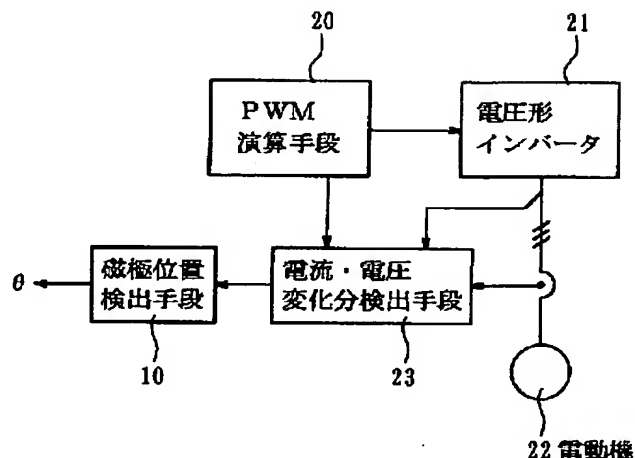 20
21
PWM
演算手段
電圧形
インバータ
θ
磁極位置
検出手段
電流・電圧
変化分検出手段
10
23
22 電動機